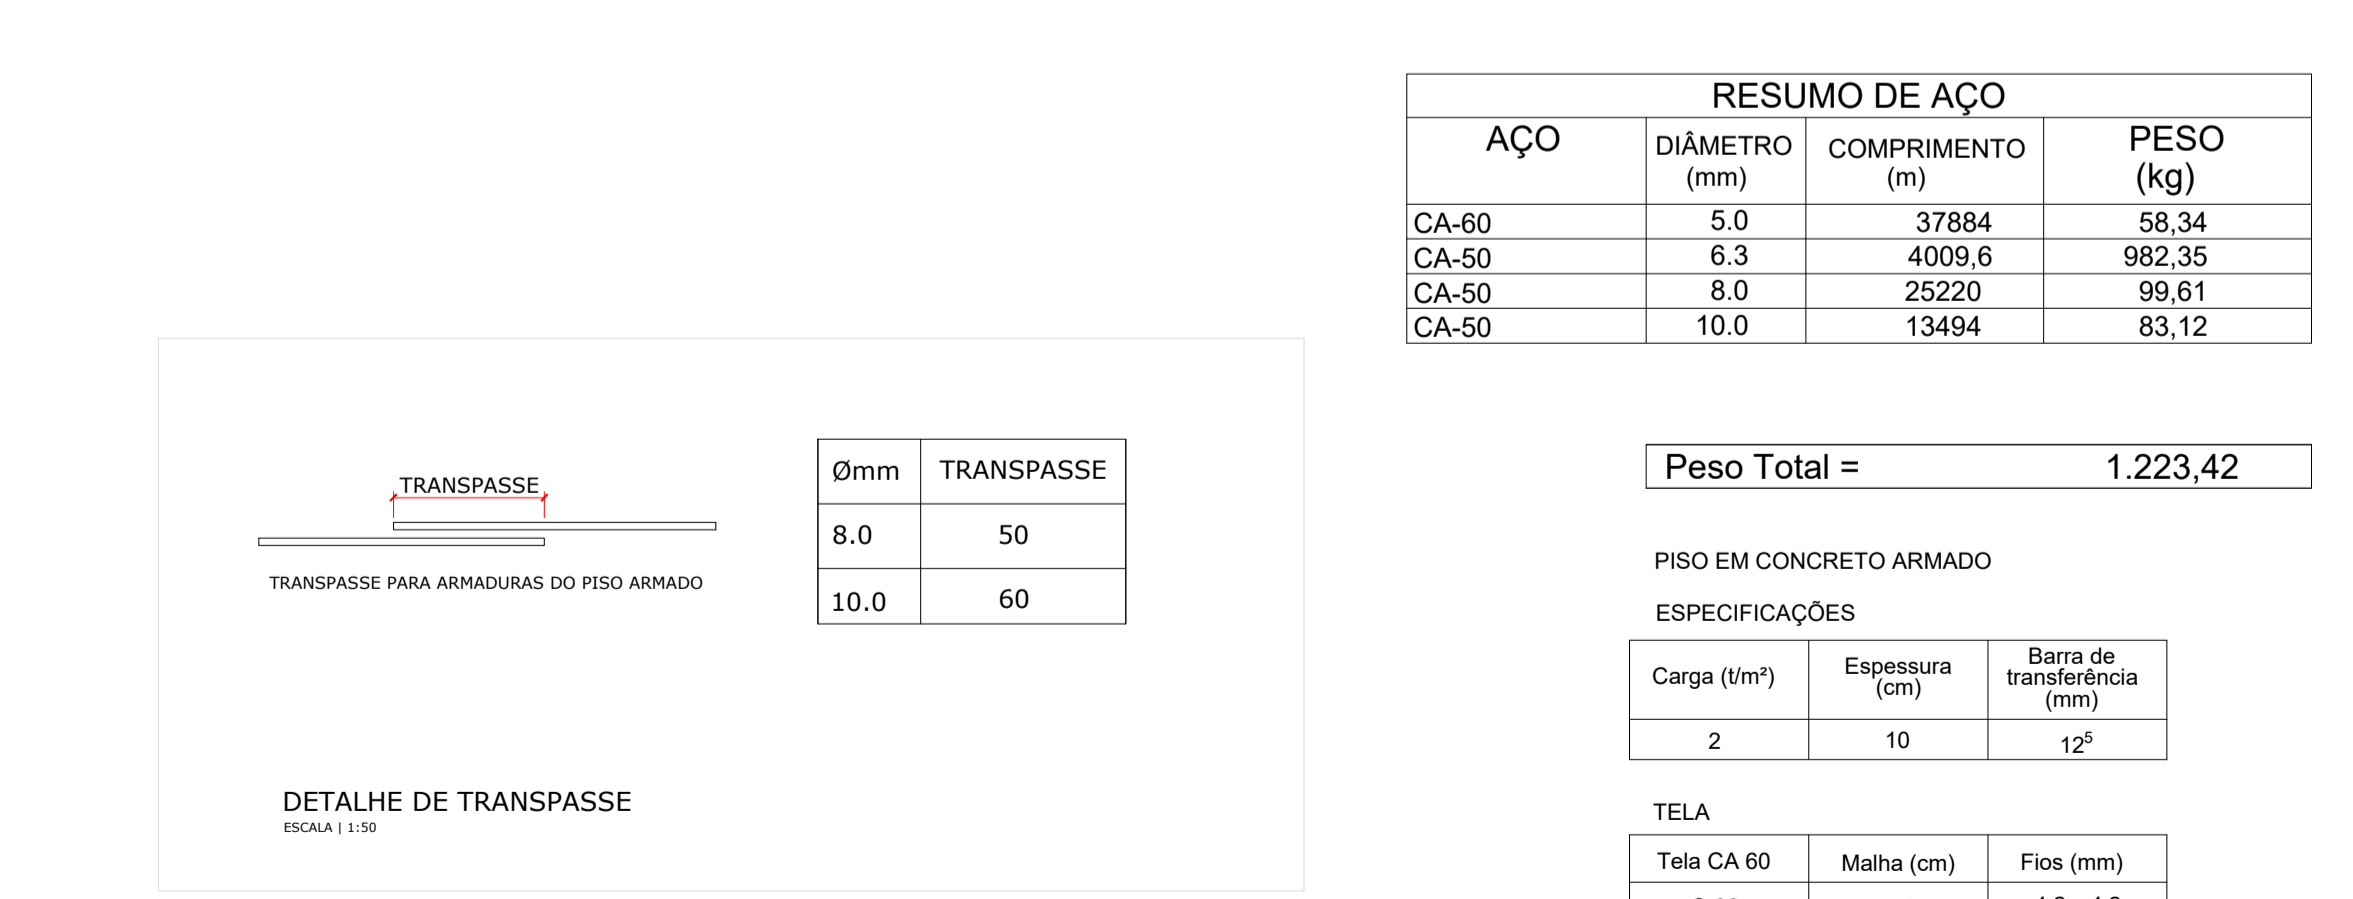 RESUMO DE AÇO
AÇO DIÂMETRO (mm) COMPRIMENTO (m) PESO (kg)
CA-60 5.0 37884 58,34
CA-50 6.3 4009,6 982,35
CA-50 8.0 25220 99,61
CA-50 10.0 13494 83,12
Peso Total = 1.223,42
TRANSPASSE
TRANSPASSE PARA ARMADURAS DO PISO ARMADO
Ømm TRANSPASSE
8.0 50
10.0 60
DETALHE DE TRANSPASSE
ESCALA | 1:50
PISO EM CONCRETO ARMADO
ESPECIFICAÇÕES
Carga (t/m²) Espessura (cm) Barra de transferência (mm)
2 10 12⁵
TELA
Tela CA 60 Malha (cm) Fios (mm)